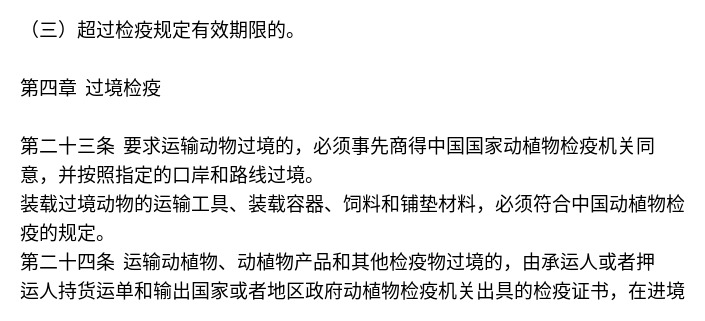 （三）超过检疫规定有效期限的。
第四章 过境检疫
第二十三条 要求运输动物过境的，必须事先商得中国国家动植物检疫机关同
意，并按照指定的口岸和路线过境。
装载过境动物的运输工具、装载容器、饲料和铺垫材料，必须符合中国动植物检
疫的规定。
第二十四条 运输动植物、动植物产品和其他检疫物过境的，由承运人或者押
运人持货运单和输出国家或者地区政府动植物检疫机关出具的检疫证书，在进境